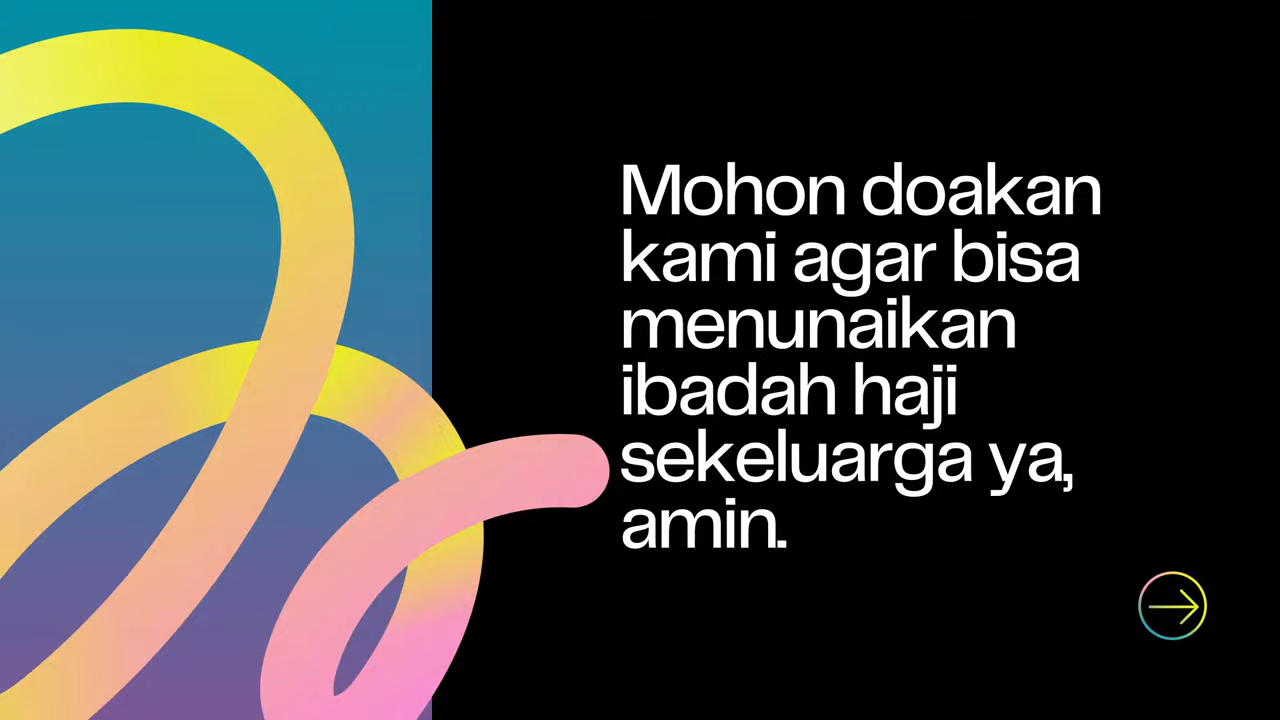 Mohon doakan
kami agar bisa
menunaikan
ibadah haji
sekeluarga ya,
amin.